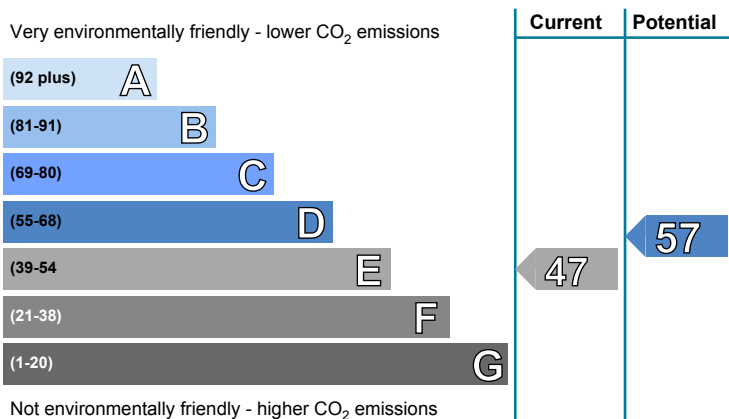 Very environmentally friendly - lower CO2 emissions
Current
Potential
(92 plus) A
(81-91) B
(69-80) C
(55-68) D
57
(39-54 E
47
(21-38) F
(1-20) G
Not environmentally friendly - higher CO2 emissions